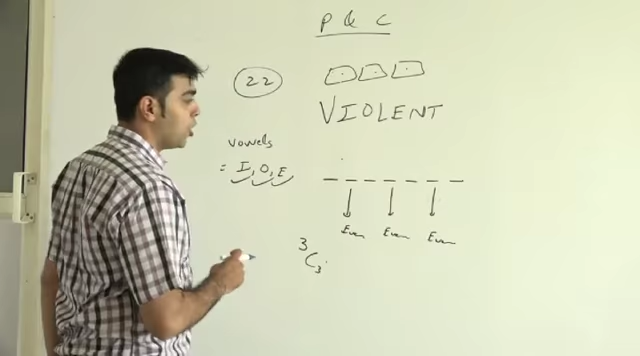 P & C
22
VIOLENT
Vowels
= I, O, E
Even Even Even
3C3